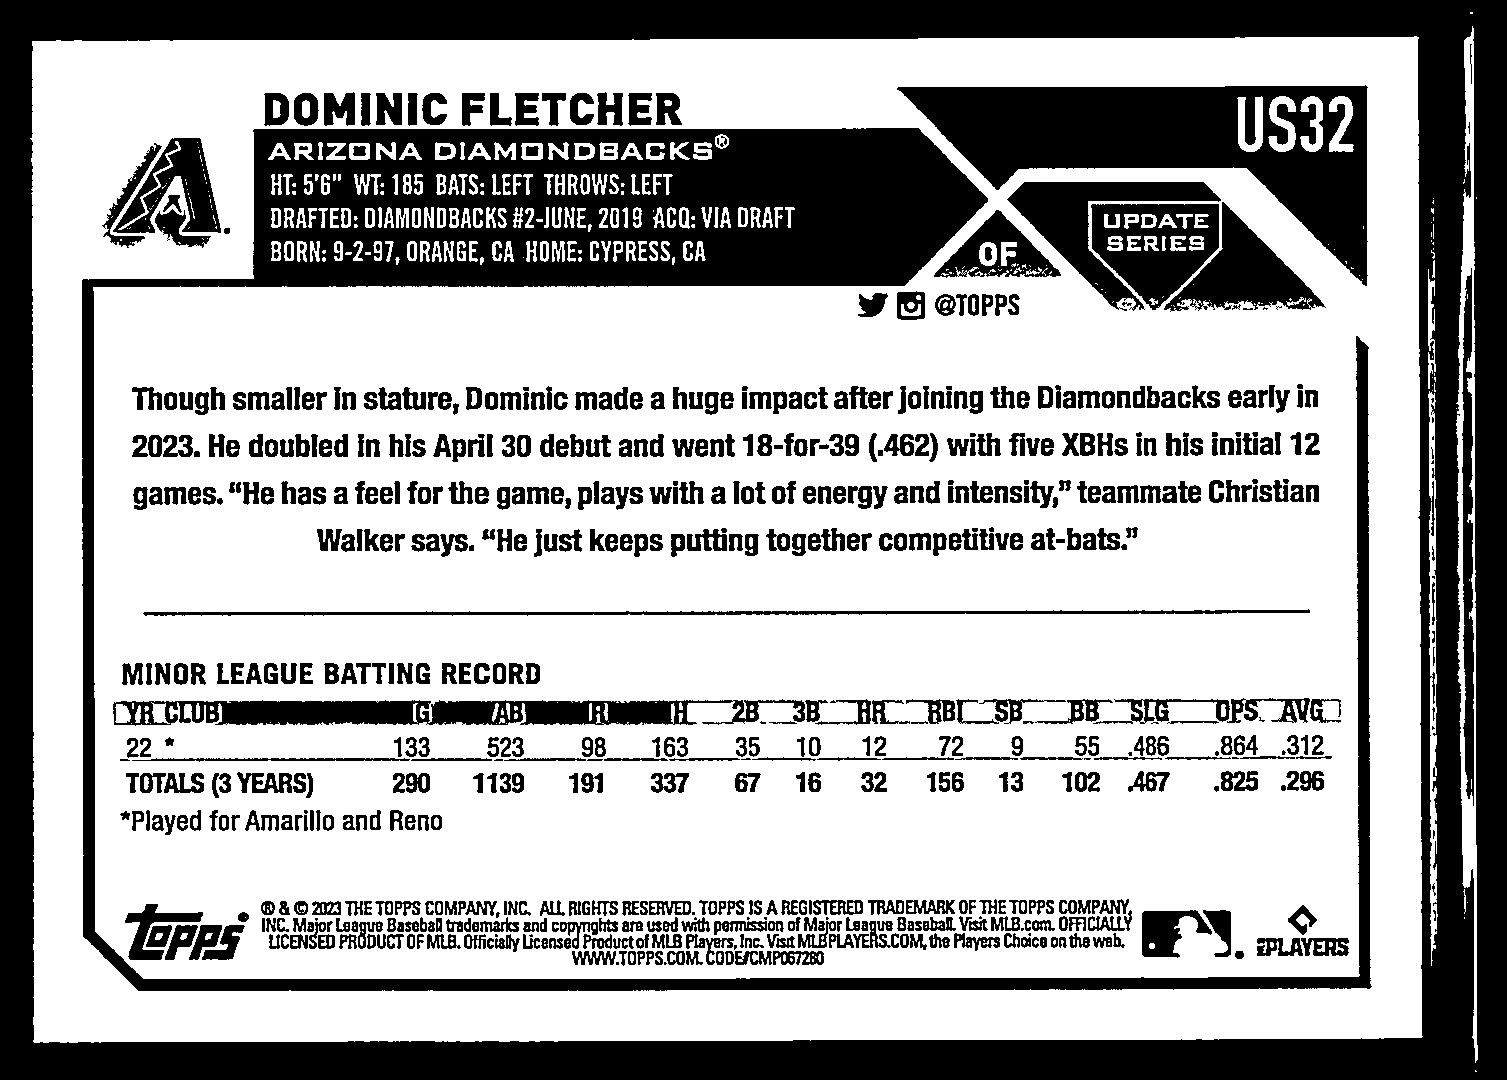 DOMINIC FLETCHER
US32
ARIZONA DIAMONDBACKS®
HT: 5'6" WT: 185 BATS: LEFT THROWS: LEFT
DRAFTED: DIAMONDBACKS #2-JUNE, 2019 ACQ: VIA DRAFT
BORN: 9-2-97, ORANGE, CA HOME: CYPRESS, CA
OF
UPDATE
SERIES
@TOPPS
Though smaller in stature, Dominic made a huge impact after joining the Diamondbacks early in
2023. He doubled in his April 30 debut and went 18-for-39 (.462) with five XBHs in his initial 12
games. “He has a feel for the game, plays with a lot of energy and intensity,” teammate Christian
Walker says. “He just keeps putting together competitive at-bats.”
MINOR LEAGUE BATTING RECORD
YR CLUB G AB R H 2B 3B HR RBI SB BB SLG OPS AVG
22 * 133 523 98 163 35 10 12 72 9 55 .486 .864 .312
TOTALS (3 YEARS) 290 1139 191 337 67 16 32 156 13 102 .467 .825 .296
*Played for Amarillo and Reno
topps
® & © 2023 THE TOPPS COMPANY, INC. ALL RIGHTS RESERVED. TOPPS IS A REGISTERED TRADEMARK OF THE TOPPS COMPANY,
INC. Major League Baseball trademarks and copyrights are used with permission of Major League Baseball. Visit MLB.com. OFFICIALLY
LICENSED PRODUCT OF MLB. Officially Licensed Product of MLB Players, Inc. Visit MLBPLAYERS.COM, the Players Choice on the web.
WWW.TOPPS.COM. CODE#CMP067280
PLAYERS